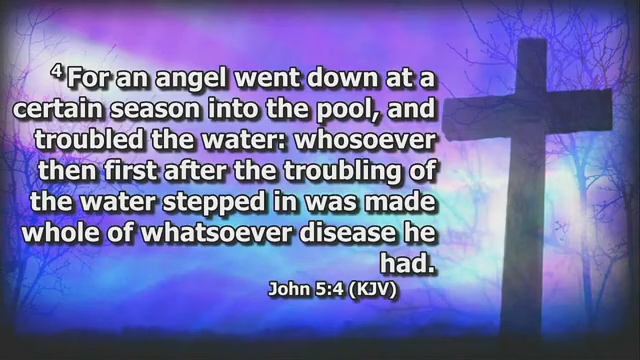 4 For an angel went down at a
certain season into the pool, and
troubled the water: whosoever
then first after the troubling of
the water stepped in was made
whole of whatsoever disease he
had.
John 5:4 (KJV)